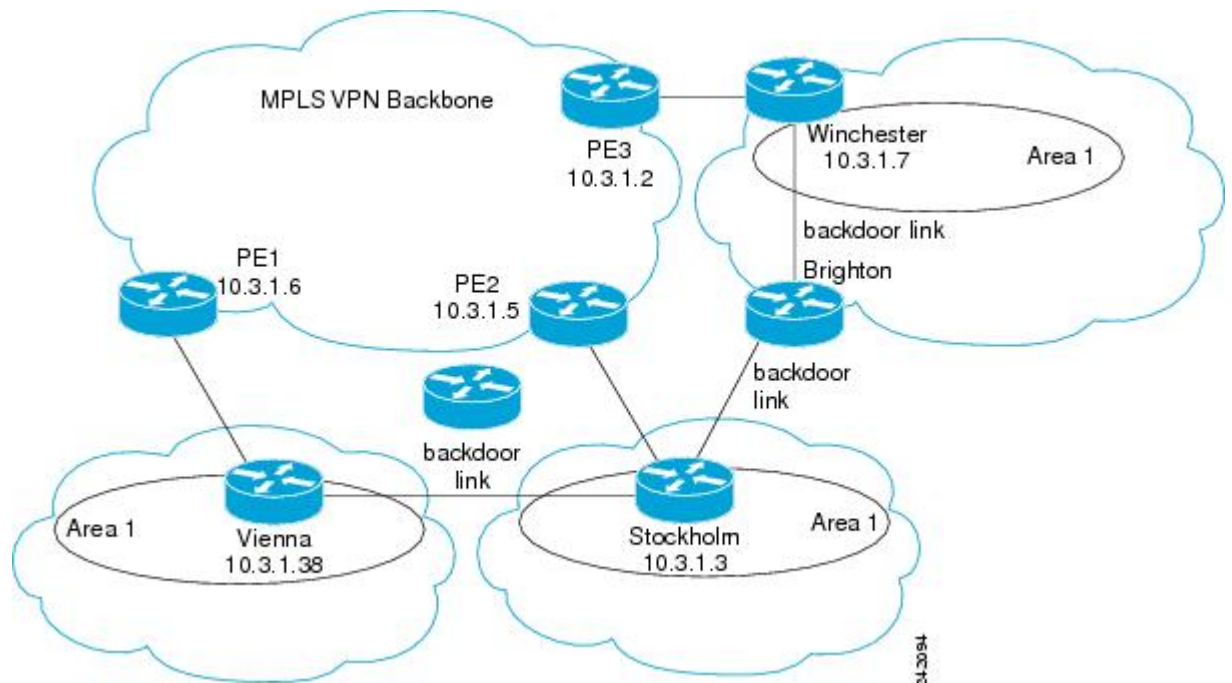 MPLS VPN Backbone
PE3
10.3.1.2
Winchester
10.3.1.7
Area 1
backdoor link
Brighton
PE1
10.3.1.6
PE2
10.3.1.5
backdoor
link
backdoor
link
Area 1
Vienna
10.3.1.38
Stockholm
10.3.1.3
Area 1